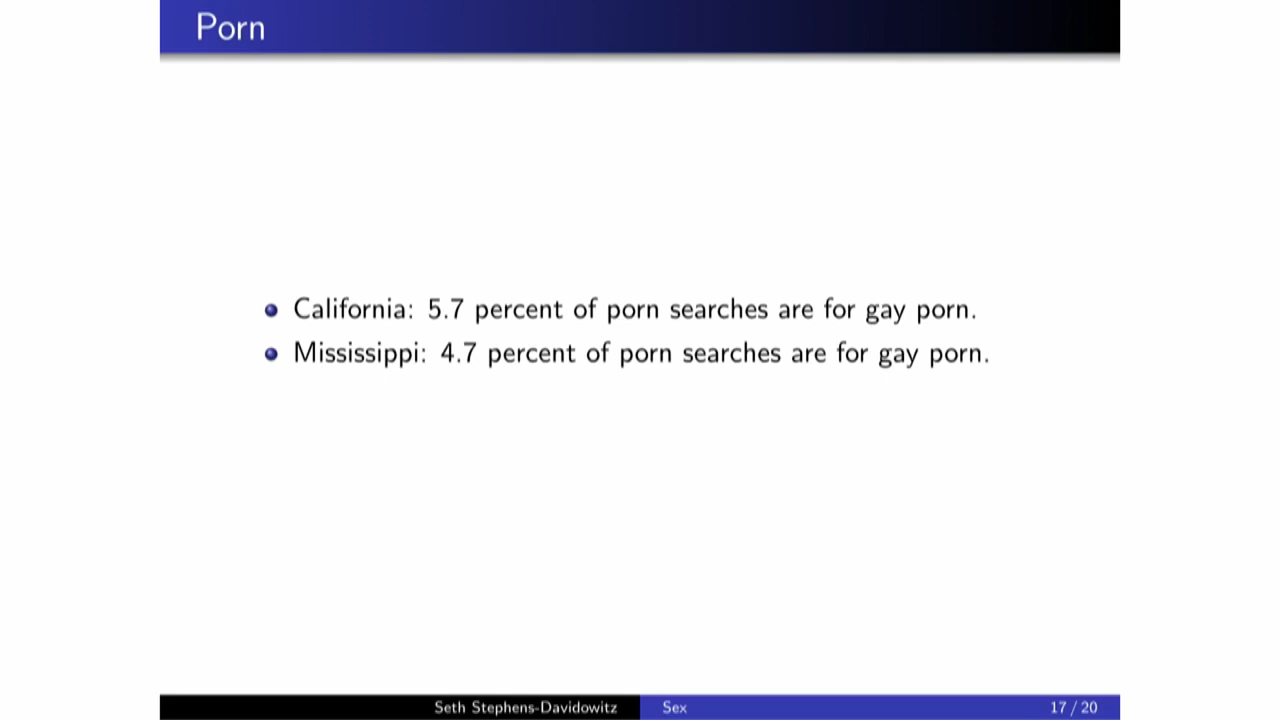 Porn
California: 5.7 percent of porn searches are for gay porn.
Mississippi: 4.7 percent of porn searches are for gay porn.
Seth Stephens-Davidowitz Sex 17 / 20